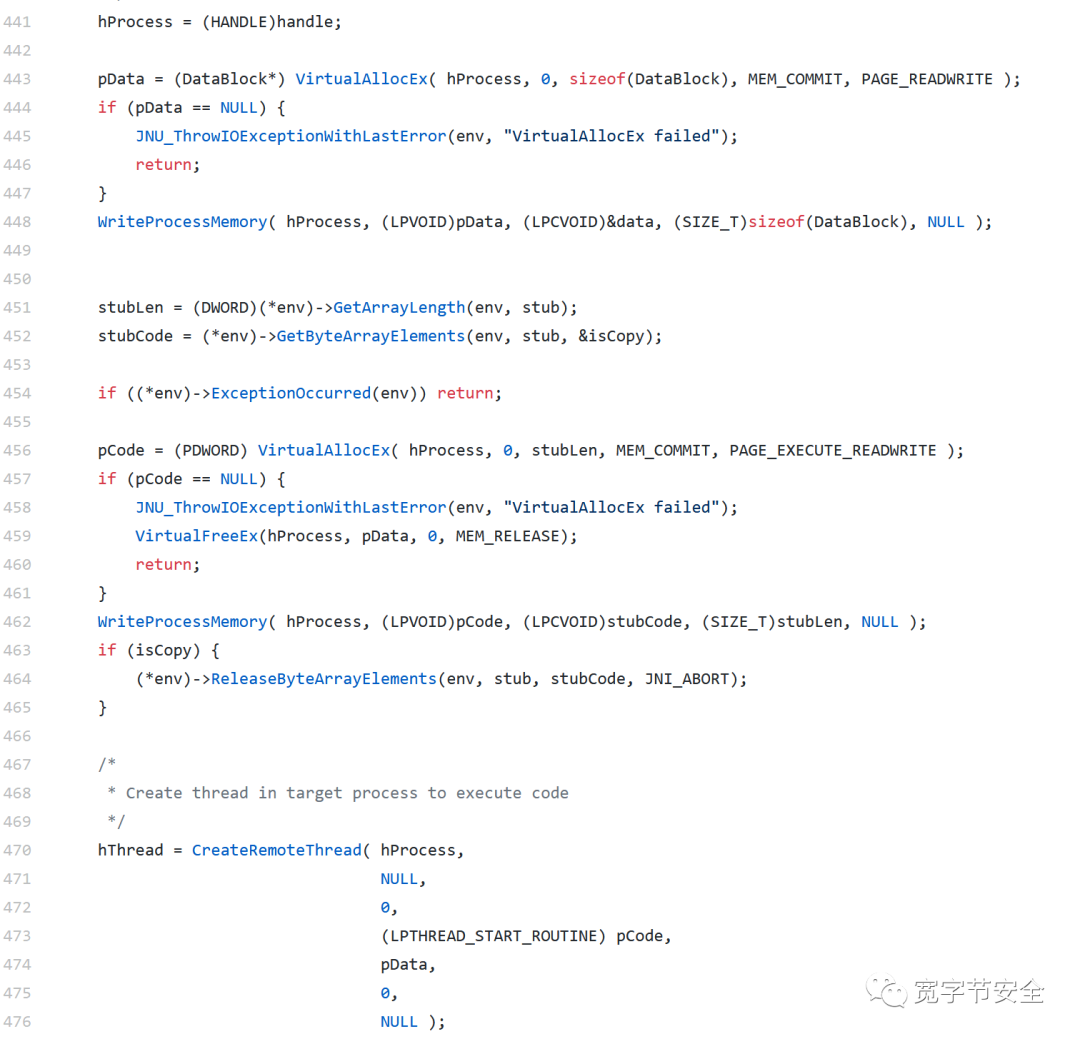 441 hProcess = (HANDLE)handle;
442
443 pData = (DataBlock*) VirtualAllocEx( hProcess, 0, sizeof(DataBlock), MEM_COMMIT, PAGE_READWRITE );
444 if (pData == NULL) {
445 JNU_ThrowIOExceptionWithLastError(env, "VirtualAllocEx failed");
446 return;
447 }
448 WriteProcessMemory( hProcess, (LPVOID)pData, (LPCVOID)&data, (SIZE_T)sizeof(DataBlock), NULL );
449
450
451 stubLen = (DWORD)(*env)->GetArrayLength(env, stub);
452 stubCode = (*env)->GetByteArrayElements(env, stub, &isCopy);
453
454 if ((*env)->ExceptionOccurred(env)) return;
455
456 pCode = (PDWORD) VirtualAllocEx( hProcess, 0, stubLen, MEM_COMMIT, PAGE_EXECUTE_READWRITE );
457 if (pCode == NULL) {
458 JNU_ThrowIOExceptionWithLastError(env, "VirtualAllocEx failed");
459 VirtualFreeEx(hProcess, pData, 0, MEM_RELEASE);
460 return;
461 }
462 WriteProcessMemory( hProcess, (LPVOID)pCode, (LPCVOID)stubCode, (SIZE_T)stubLen, NULL );
463 if (isCopy) {
464 (*env)->ReleaseByteArrayElements(env, stub, stubCode, JNI_ABORT);
465 }
466
467 /*
468 * Create thread in target process to execute code
469 */
470 hThread = CreateRemoteThread( hProcess,
471 NULL,
472 0,
473 (LPTHREAD_START_ROUTINE) pCode,
474 pData,
475 0,
476 NULL );
宽字节安全